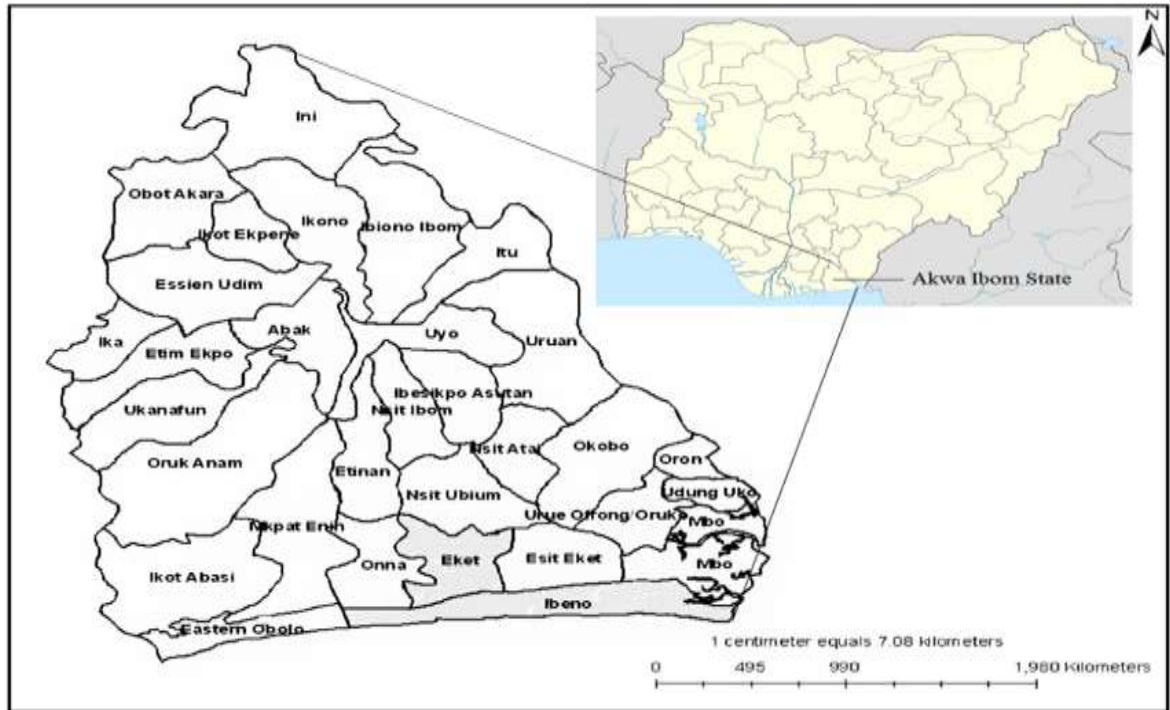 Z
Ini
Obot Akara
Ikot Ekpene
Ikono
Ibiono Ibom
Itu
Akwa Ibom State
Essien Udim
Ika
Etim Ekpo
Abak
Uyo
Uruan
Ukanafun
Ibesikpo Asutan
Nsit Ibom
Oruk Anam
Etinan
Nsit Atai
Okobo
Oron
Nsit Ubium
Udung Uko
Urue Offong/Oruko
Mbo
Mkpat Enin
Onna
Eket
Esit Eket
Mbo
Ikot Abasi
Ibeno
Eastern Obolo
1 centimeter equals 7.08 kilometers
0 495 990 1,980 Kilometers